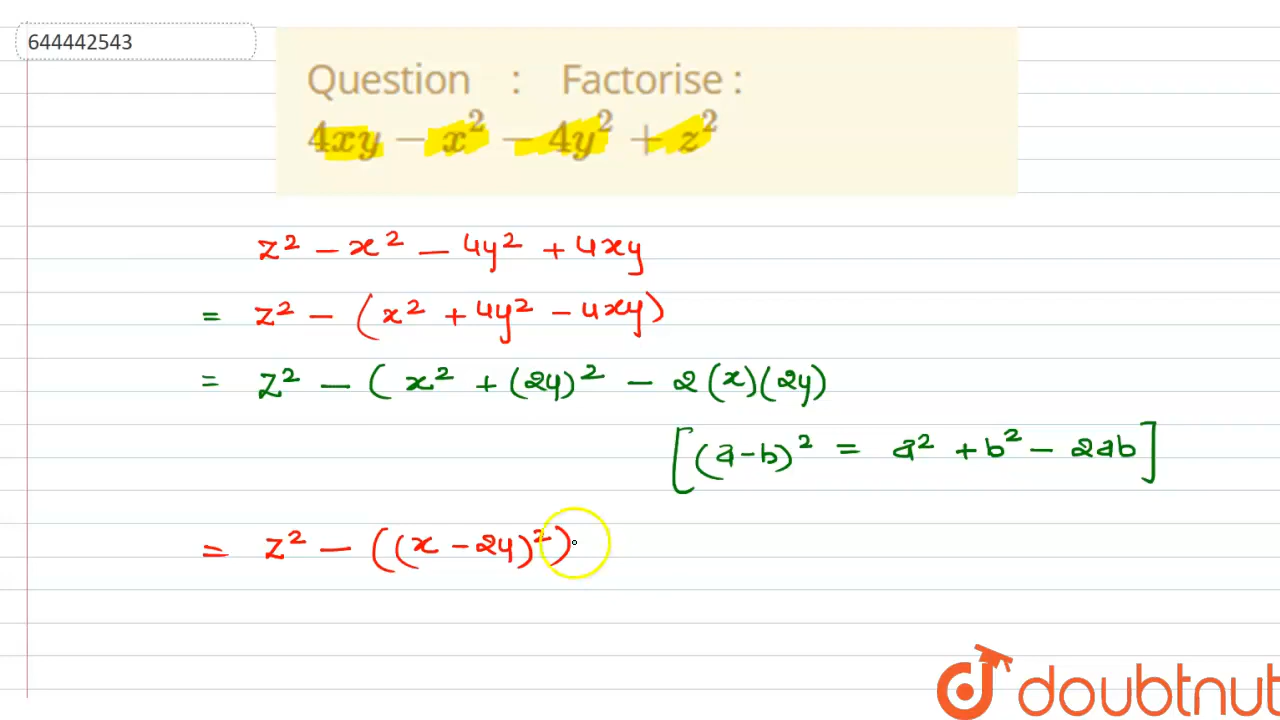 644442543
Question : Factorise :
4xy − x² − 4y² + z²
z² − x² − 4y² + 4xy
= z² − (x² + 4y² − 4xy)
= z² − ( x² + (2y)² − 2(x)(2y)
[(a-b)² = a² + b² − 2ab]
= z² − ((x − 2y)²)
doubtnut